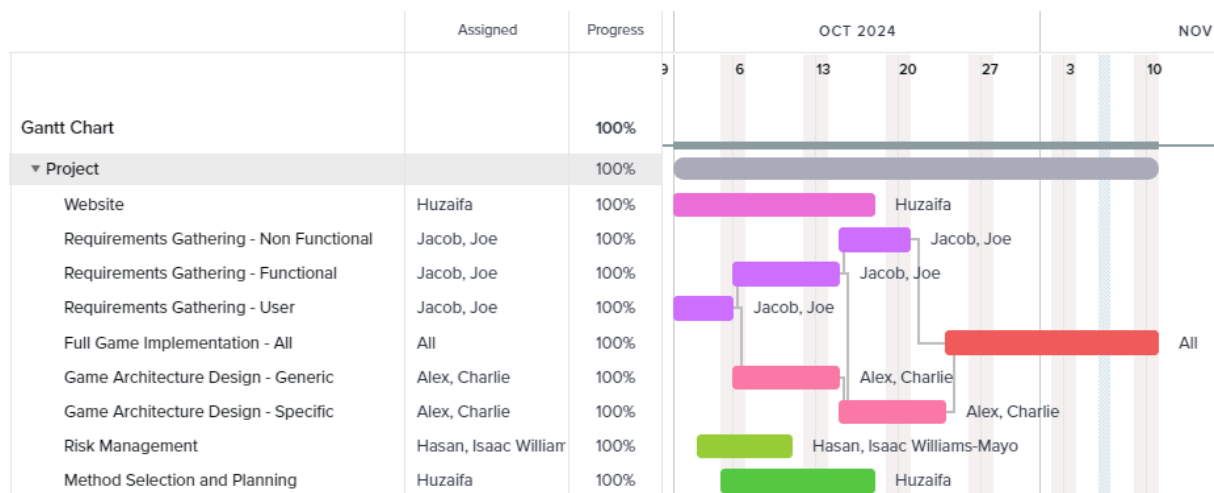 Assigned Progress OCT 2024 NOV
9 6 13 20 27 3 10
Gantt Chart 100%
Project 100%
Website Huzaifa 100% Huzaifa
Requirements Gathering - Non Functional Jacob, Joe 100% Jacob, Joe
Requirements Gathering - Functional Jacob, Joe 100% Jacob, Joe
Requirements Gathering - User Jacob, Joe 100% Jacob, Joe
Full Game Implementation - All All 100% All
Game Architecture Design - Generic Alex, Charlie 100% Alex, Charlie
Game Architecture Design - Specific Alex, Charlie 100% Alex, Charlie
Risk Management Hasan, Isaac William 100% Hasan, Isaac Williams-Mayo
Method Selection and Planning Huzaifa 100% Huzaifa